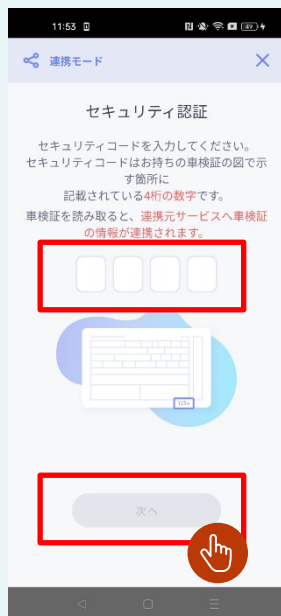 11:53
49
連携モード
セキュリティ認証
セキュリティコードを入力してください。
セキュリティコードはお持ちの車検証の図で示
す箇所に
記載されている4桁の数字です。
車検証を読み取ると、連携元サービスへ車検証
の情報が連携されます。
次へ